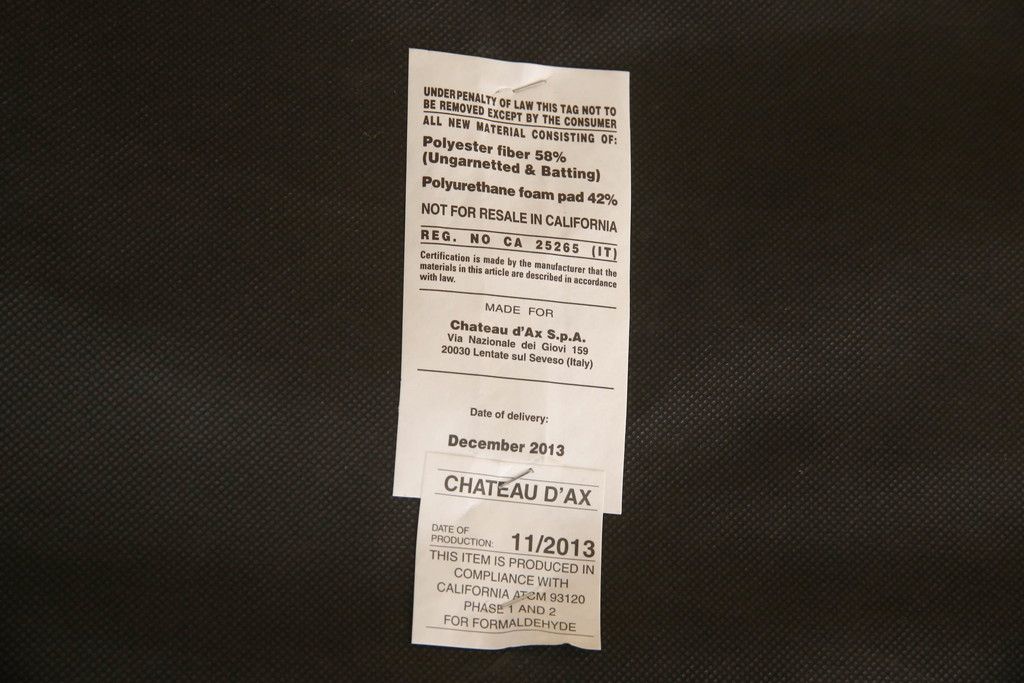 UNDERPENALTY OF LAW THIS TAG NOT TO
BE REMOVED EXCEPT BY THE CONSUMER
ALL NEW MATERIAL CONSISTING OF:
Polyester fiber 58%
(Ungarnetted & Batting)
Polyurethane foam pad 42%
NOT FOR RESALE IN CALIFORNIA
REG. NO CA 25265 (IT)
Certification is made by the manufacturer that the
materials in this article are described in accordance
with law.
MADE FOR
Chateau d'Ax S.p.A.
Via Nazionale dei Giovi 159
20030 Lentate sul Seveso (Italy)
Date of delivery:
December 2013
CHATEAU D'AX
DATE OF
PRODUCTION: 11/2013
THIS ITEM IS PRODUCED IN
COMPLIANCE WITH
CALIFORNIA ATCM 93120
PHASE 1 AND 2
FOR FORMALDEHYDE